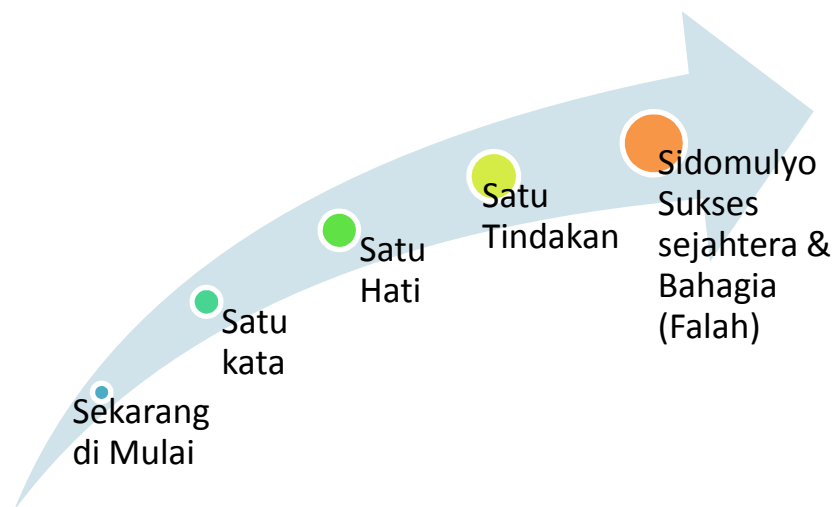 Sekarang
di Mulai
Satu
kata
Satu
Hati
Satu
Tindakan
Sidomulyo
Sukses
sejahtera &
Bahagia
(Falah)